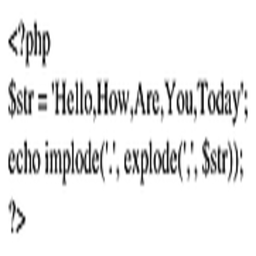 <?php
$str = 'Hello,How,Are,You,Today';
echo implode('.', explode(',', $str));
?>